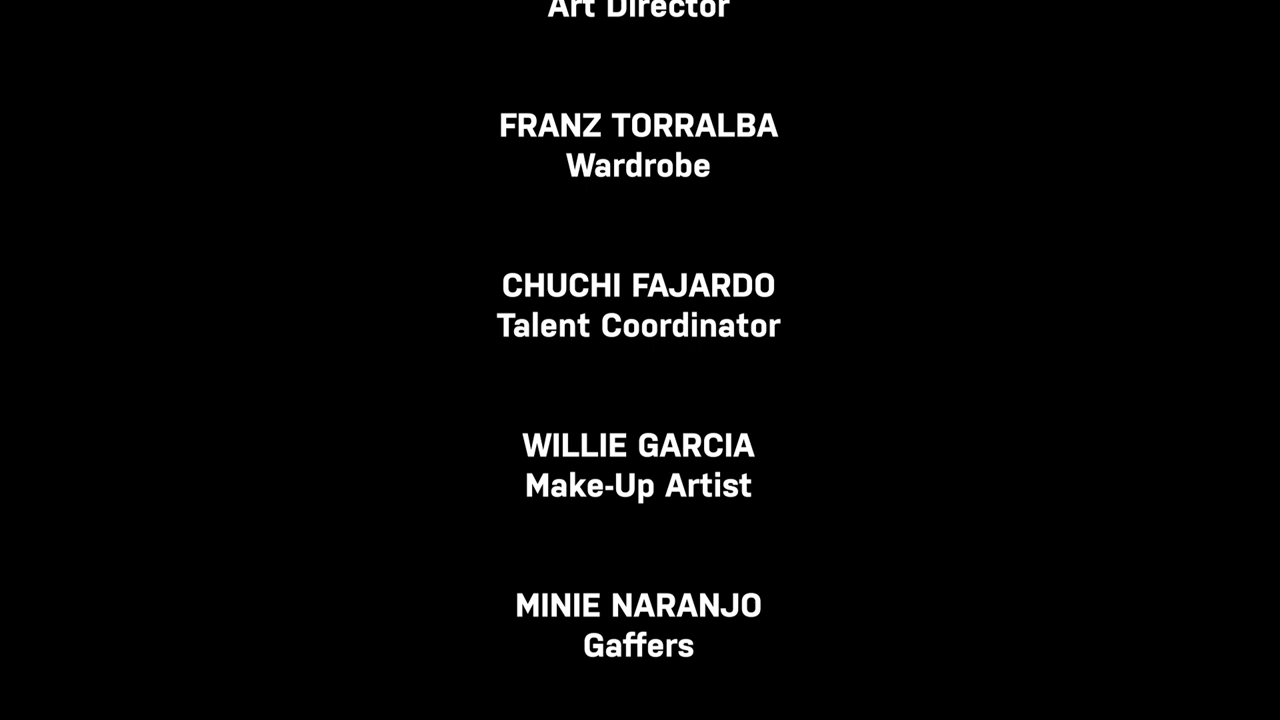 Art Director
FRANZ TORRALBA
Wardrobe
CHUCHI FAJARDO
Talent Coordinator
WILLIE GARCIA
Make-Up Artist
MINIE NARANJO
Gaffers